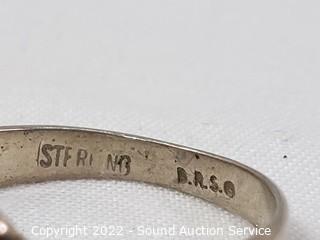 STERLING D.R.S.©
Copyright 2022 - Sound Auction Service